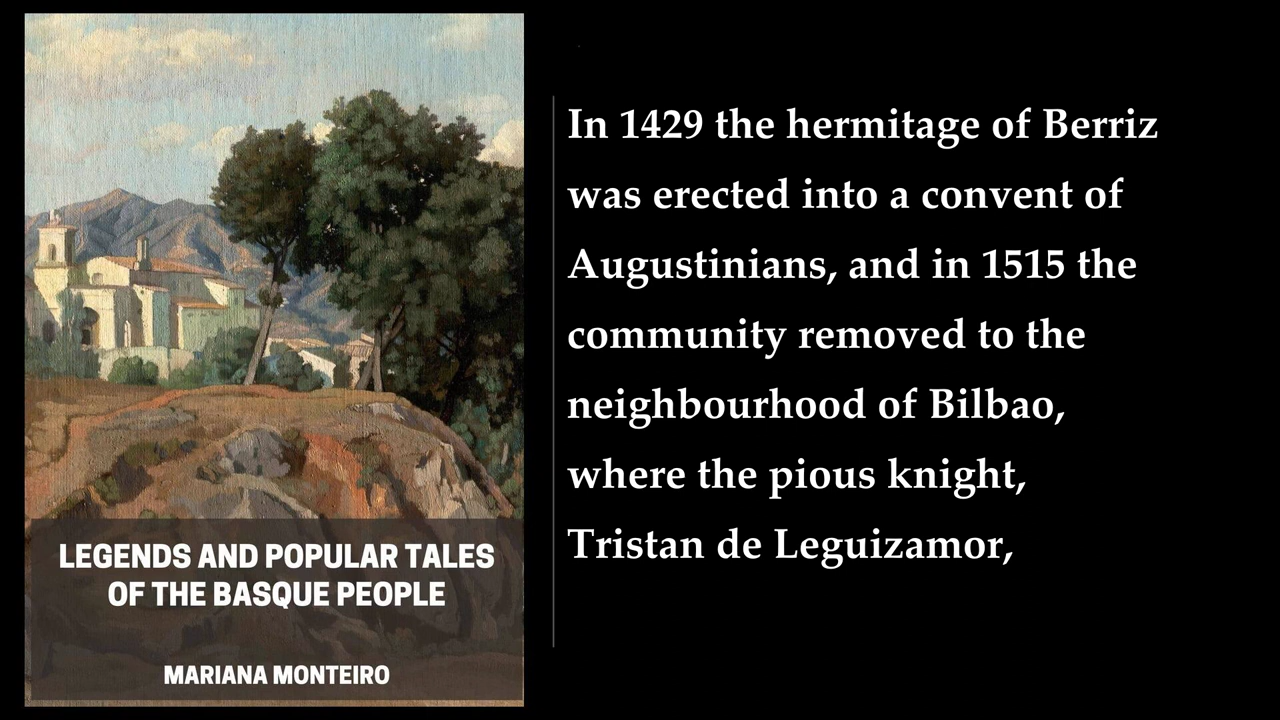 LEGENDS AND POPULAR TALES
OF THE BASQUE PEOPLE
MARIANA MONTEIRO
In 1429 the hermitage of Berriz
was erected into a convent of
Augustinians, and in 1515 the
community removed to the
neighbourhood of Bilbao,
where the pious knight,
Tristan de Leguizamor,